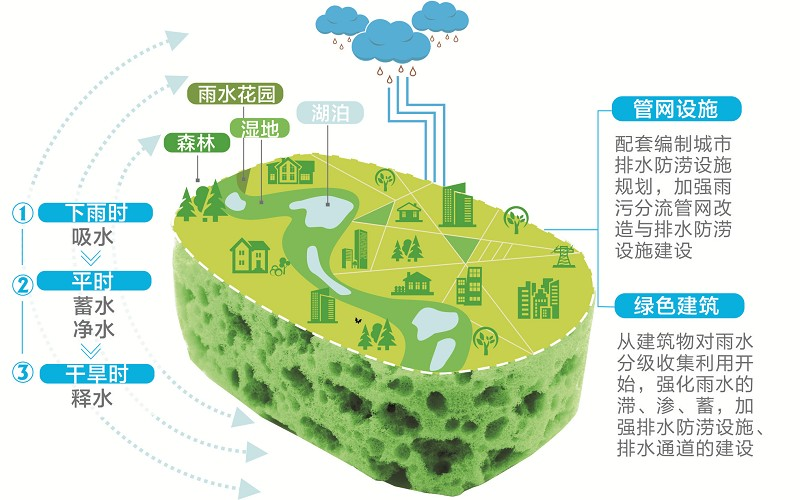 雨水花园
湿地
湖泊
森林
①下雨时
吸水
②平时
蓄水
净水
③干旱时
释水
管网设施
配套编制城市
排水防涝设施
规划，加强雨
污分流管网改
造与排水防涝
设施建设
绿色建筑
从建筑物对雨水
分级收集利用开
始，强化雨水的
滞、渗、蓄，加
强排水防涝设施、
排水通道的建设